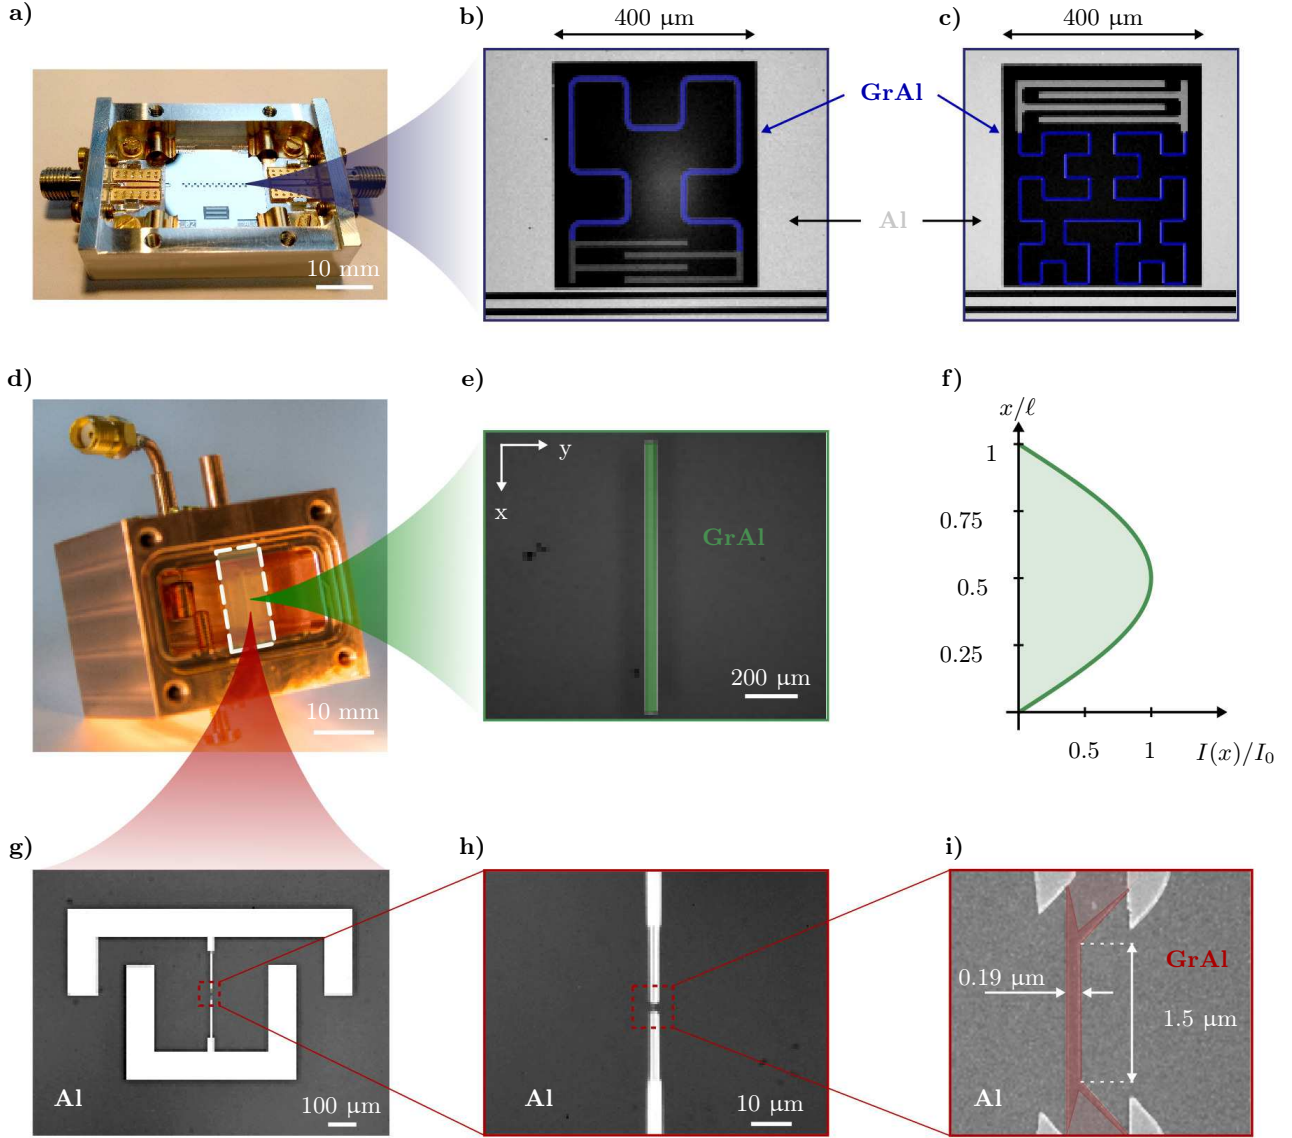 a)
10 mm
b)
400 µm
c)
400 µm
GrAl
Al
d)
10 mm
e)
y
x
GrAl
200 µm
f)
x/ℓ
1
0.75
0.5
0.25
0.5
1
I(x)/I₀
g)
Al
100 µm
h)
Al
10 µm
i)
GrAl
0.19 µm
1.5 µm
Al